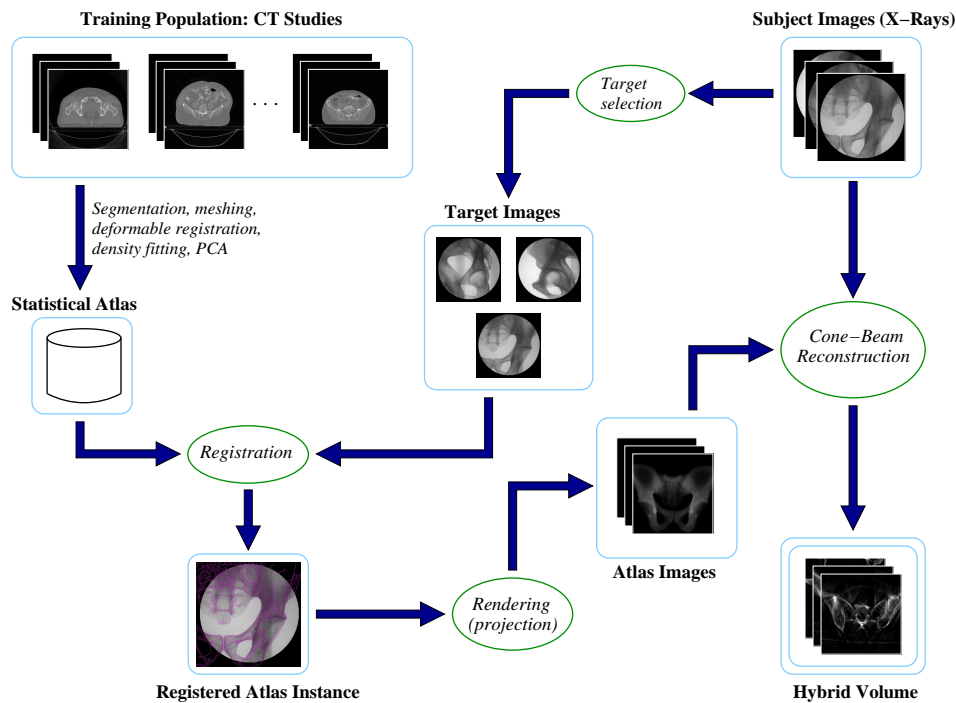 Training Population: CT Studies
Subject Images (X−Rays)
. . .
Target
selection
Segmentation, meshing,
deformable registration,
density fitting, PCA
Target Images
Statistical Atlas
Cone−Beam
Reconstruction
Registration
Atlas Images
Rendering
(projection)
Registered Atlas Instance
Hybrid Volume